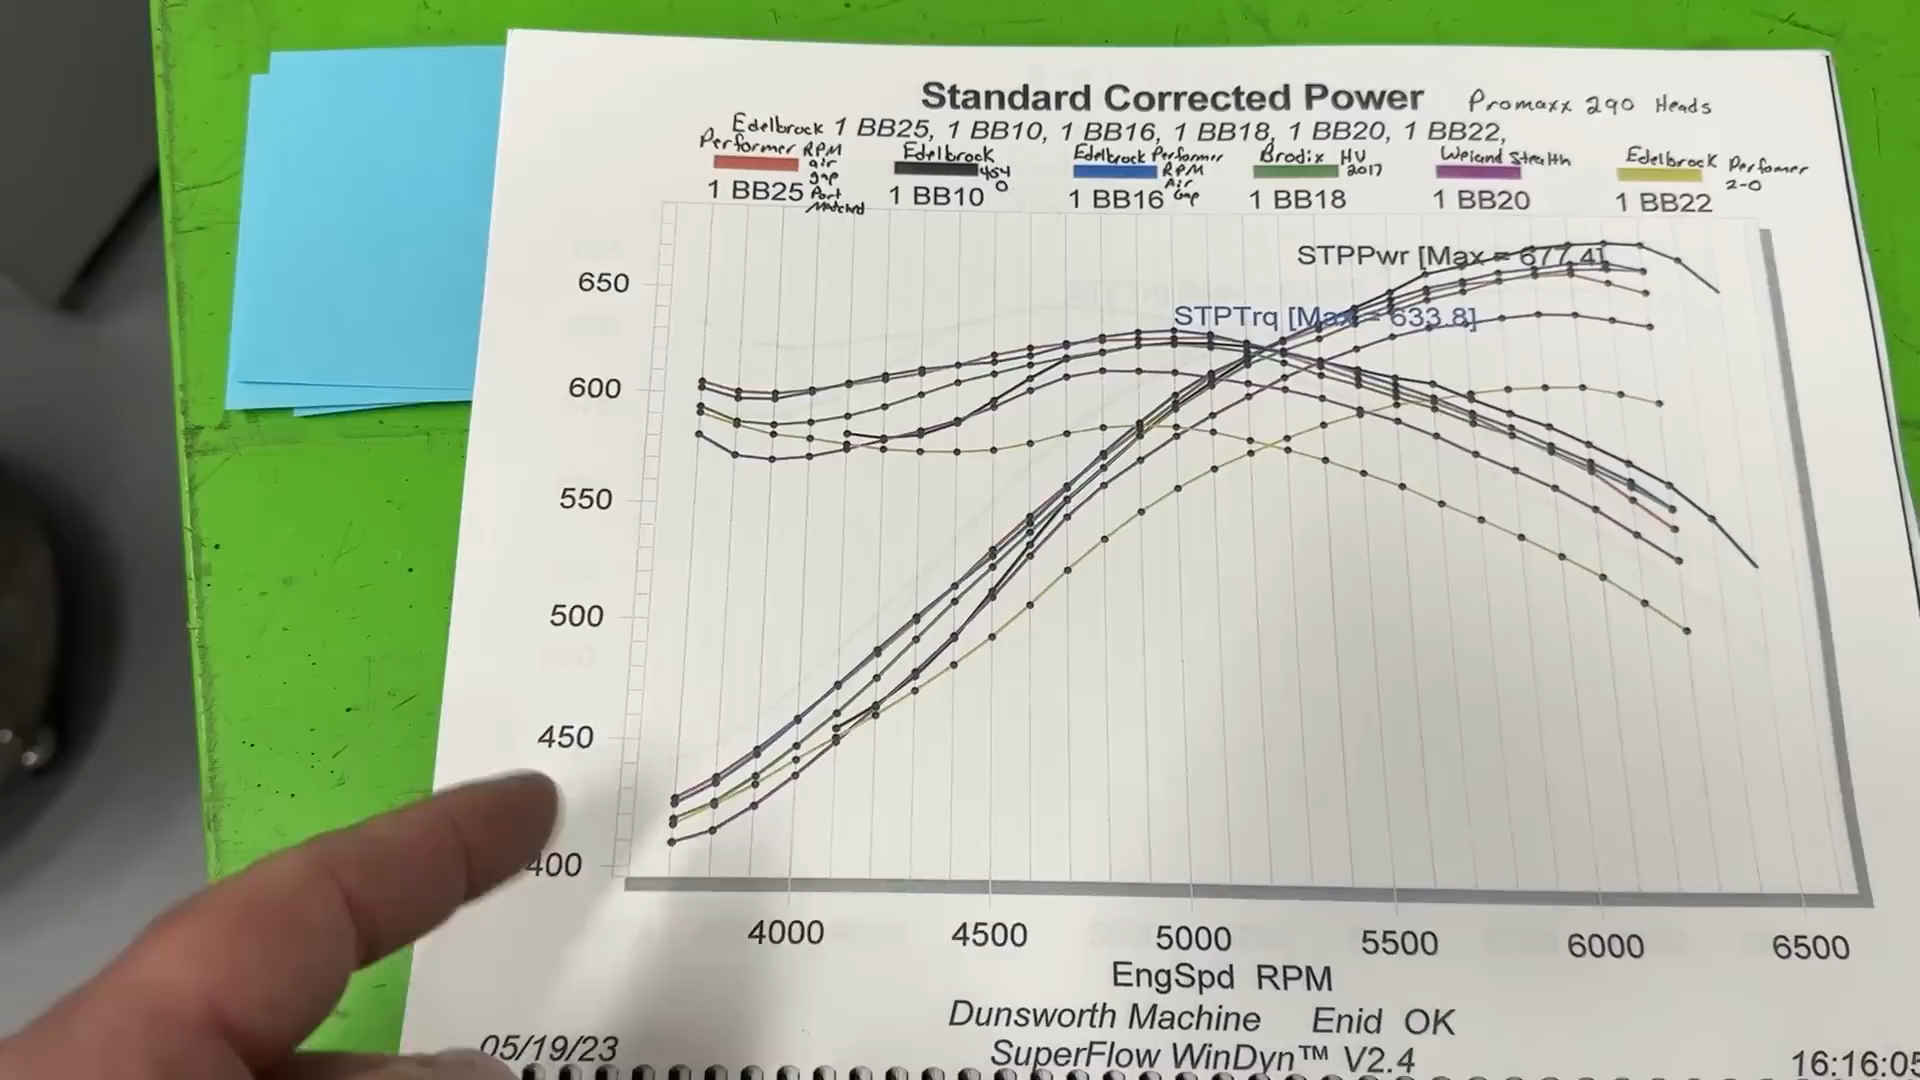 Standard Corrected Power Promaxx 290 Heads
Edelbrock 1 BB25, 1 BB10, 1 BB16, 1 BB18, 1 BB20, 1 BB22,
Performer RPM air gap Port Matched
Edelbrock 454 O
Edelbrock Performer RPM Air Gap
Brodix HV 2017
Weiand Stealth
Edelbrock Perfomer 2-0
1 BB25 1 BB10 1 BB16 1 BB18 1 BB20 1 BB22
STPPwr [Max = 677.4]
STPTrq [Max = 633.8]
650
600
550
500
450
400
4000 4500 5000 5500 6000 6500
EngSpd RPM
Dunsworth Machine Enid OK
05/19/23 SuperFlow WinDyn™ V2.4 16:16:05